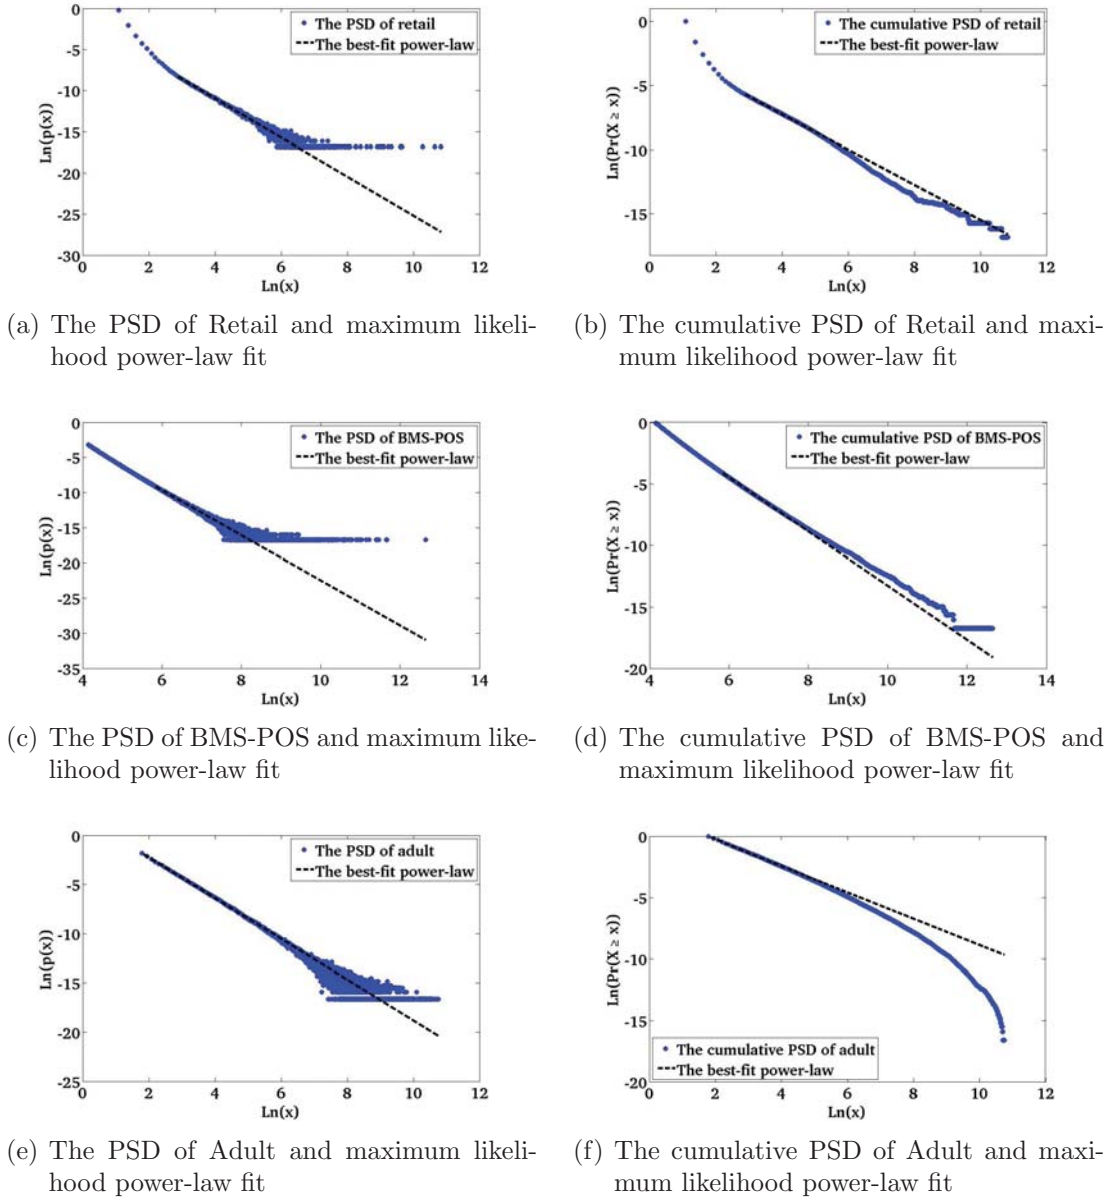 The PSD of retail
The best-fit power-law
0
-5
-10
-15
-20
-25
-30
Ln(p(x))
0 2 4 6 8 10 12
Ln(x)
(a) The PSD of Retail and maximum likeli-
hood power-law fit
The cumulative PSD of retail
The best-fit power-law
0
-5
-10
-15
Ln(Pr(X ≥ x))
0 2 4 6 8 10 12
Ln(x)
(b) The cumulative PSD of Retail and maxi-
mum likelihood power-law fit
The PSD of BMS-POS
The best-fit power-law
0
-5
-10
-15
-20
-25
-30
-35
Ln(p(x))
4 6 8 10 12 14
Ln(x)
(c) The PSD of BMS-POS and maximum like-
lihood power-law fit
The cumulative PSD of BMS-POS
The best-fit power-law
0
-5
-10
-15
-20
Ln(Pr(X ≥ x))
4 6 8 10 12 14
Ln(x)
(d) The cumulative PSD of BMS-POS and
maximum likelihood power-law fit
The PSD of adult
The best-fit power-law
0
-5
-10
-15
-20
-25
Ln(p(x))
0 2 4 6 8 10 12
Ln(x)
(e) The PSD of Adult and maximum likeli-
hood power-law fit
0
-5
-10
-15
-20
Ln(Pr(X ≥ x))
The cumulative PSD of adult
The best-fit power-law
0 2 4 6 8 10 12
Ln(x)
(f) The cumulative PSD of Adult and maxi-
mum likelihood power-law fit